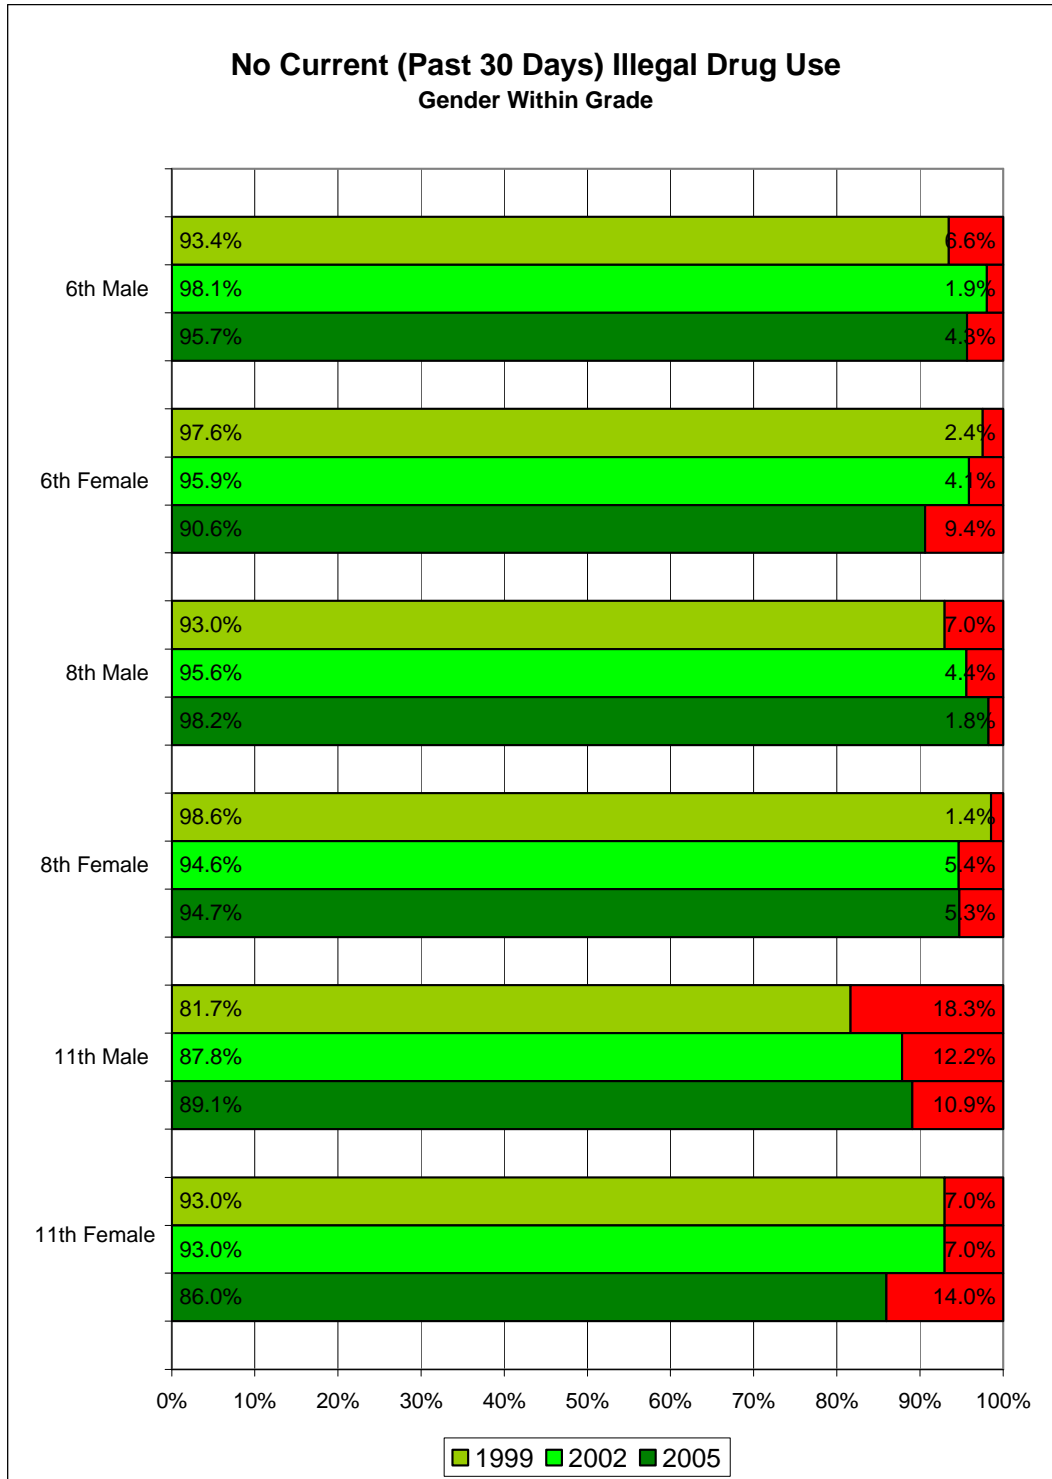 No Current (Past 30 Days) Illegal Drug Use
Gender Within Grade
93.4% 6.6%
6th Male 98.1% 1.9%
95.7% 4.3%
97.6% 2.4%
6th Female 95.9% 4.1%
90.6% 9.4%
93.0% 7.0%
8th Male 95.6% 4.4%
98.2% 1.8%
98.6% 1.4%
8th Female 94.6% 5.4%
94.7% 5.3%
81.7% 18.3%
11th Male 87.8% 12.2%
89.1% 10.9%
93.0% 7.0%
11th Female 93.0% 7.0%
86.0% 14.0%
0% 10% 20% 30% 40% 50% 60% 70% 80% 90% 100%
1999 2002 2005